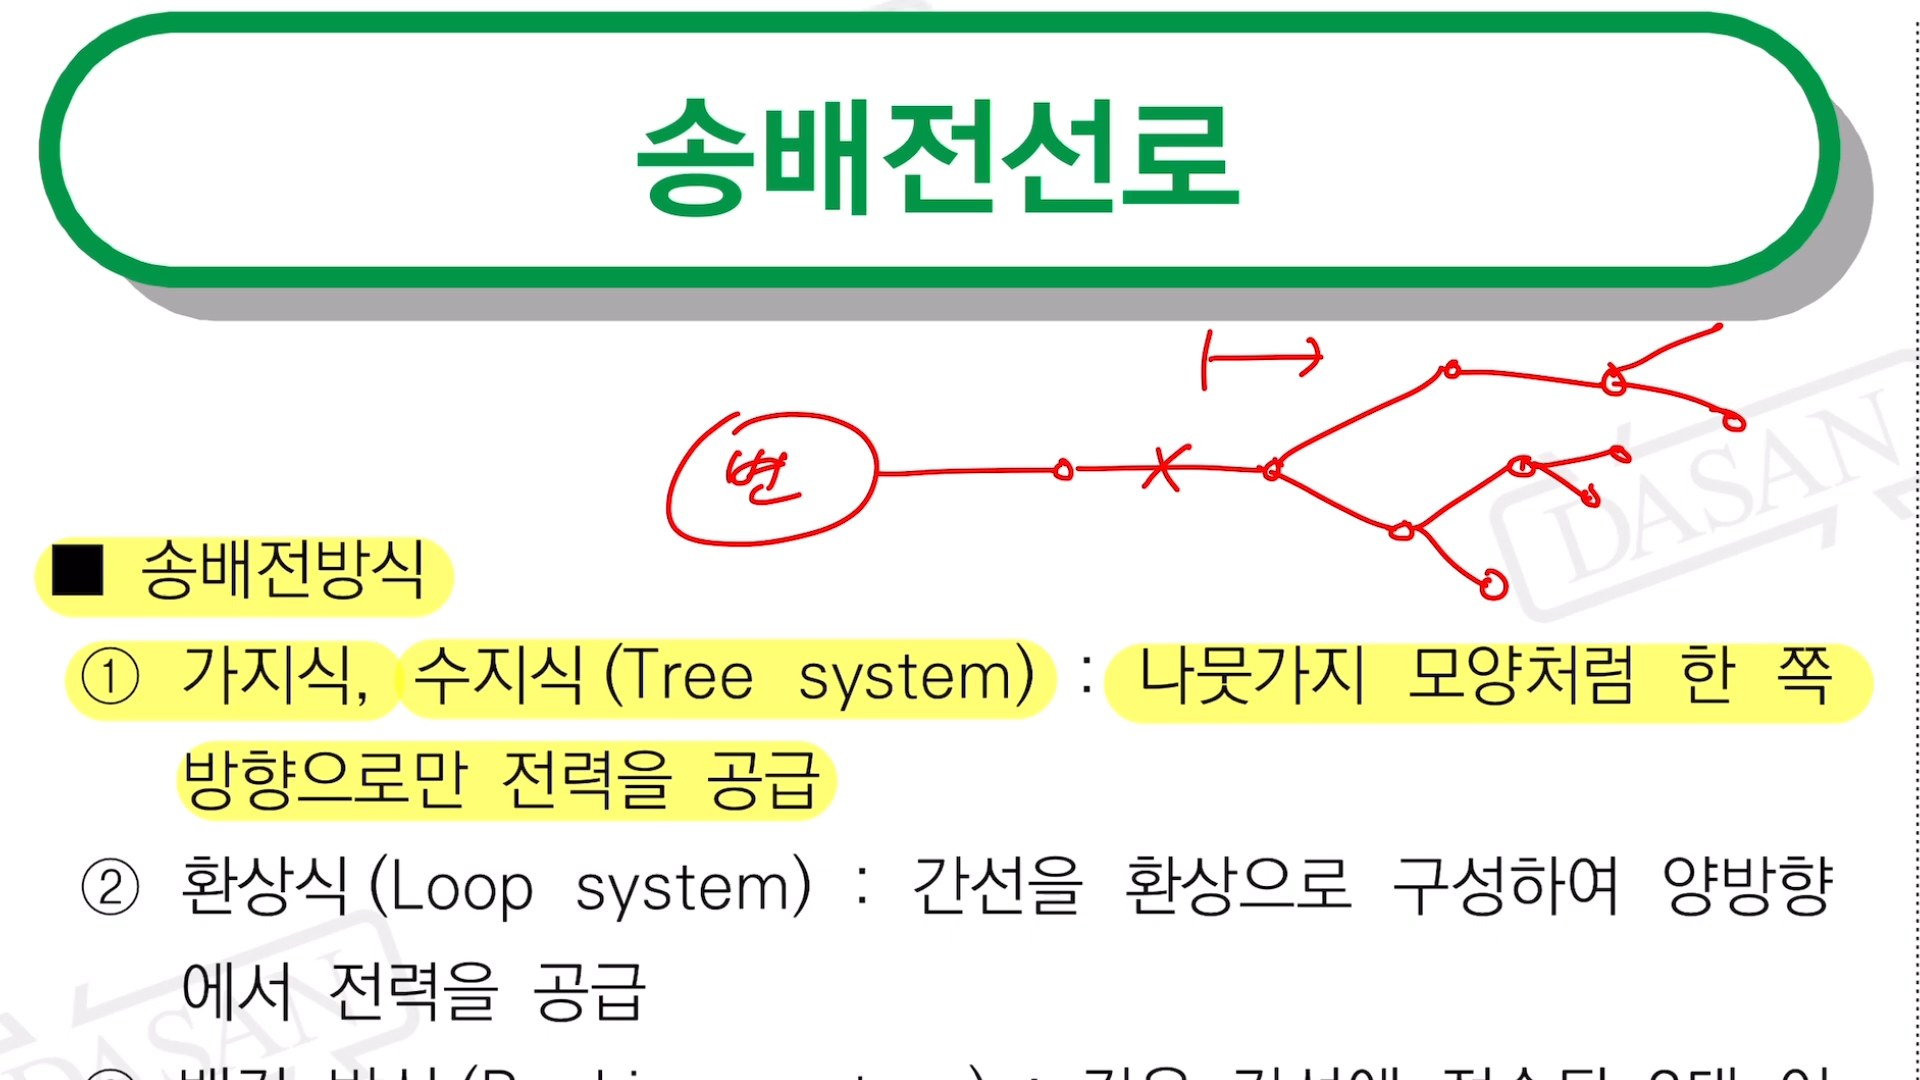 송배전선로
변
■ 송배전방식
① 가지식, 수지식(Tree system) : 나뭇가지 모양처럼 한 쪽
방향으로만 전력을 공급
② 환상식(Loop system) : 간선을 환상으로 구성하여 양방향
에서 전력을 공급
DASAN
DASAN